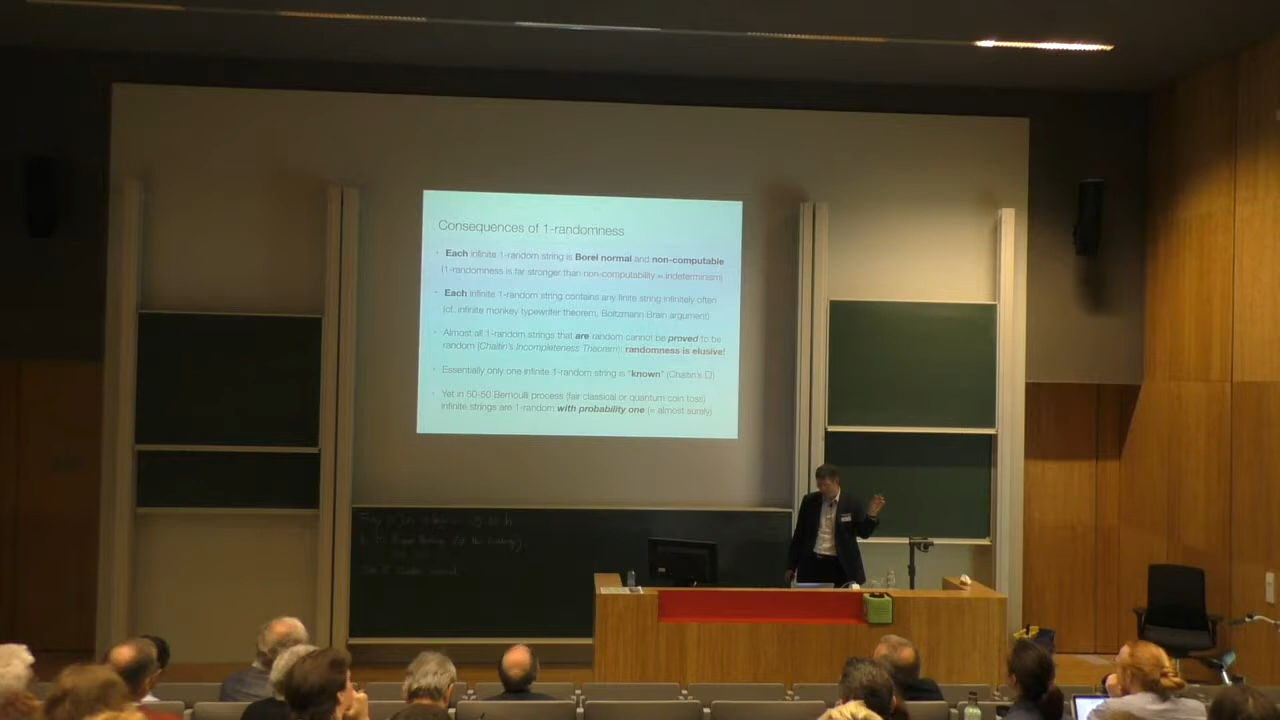 Consequences of 1-randomness
· Each infinite 1-random string is Borel normal and non-computable
(1-randomness is far stronger than non-computability = indeterminism)
· Each infinite 1-random string contains any finite string infinitely often
(cf. infinite monkey typewriter theorem, Boltzmann Brain argument)
· Almost all 1-random strings that are random cannot be proved to be
random (Chaitin's Incompleteness Theorem): randomness is elusive!
· Essentially only one infinite 1-random string is "known" (Chaitin's Ω)
· Yet in 50-50 Bernoulli process (fair classical or quantum coin toss)
infinite strings are 1-random with probability one (= almost surely)